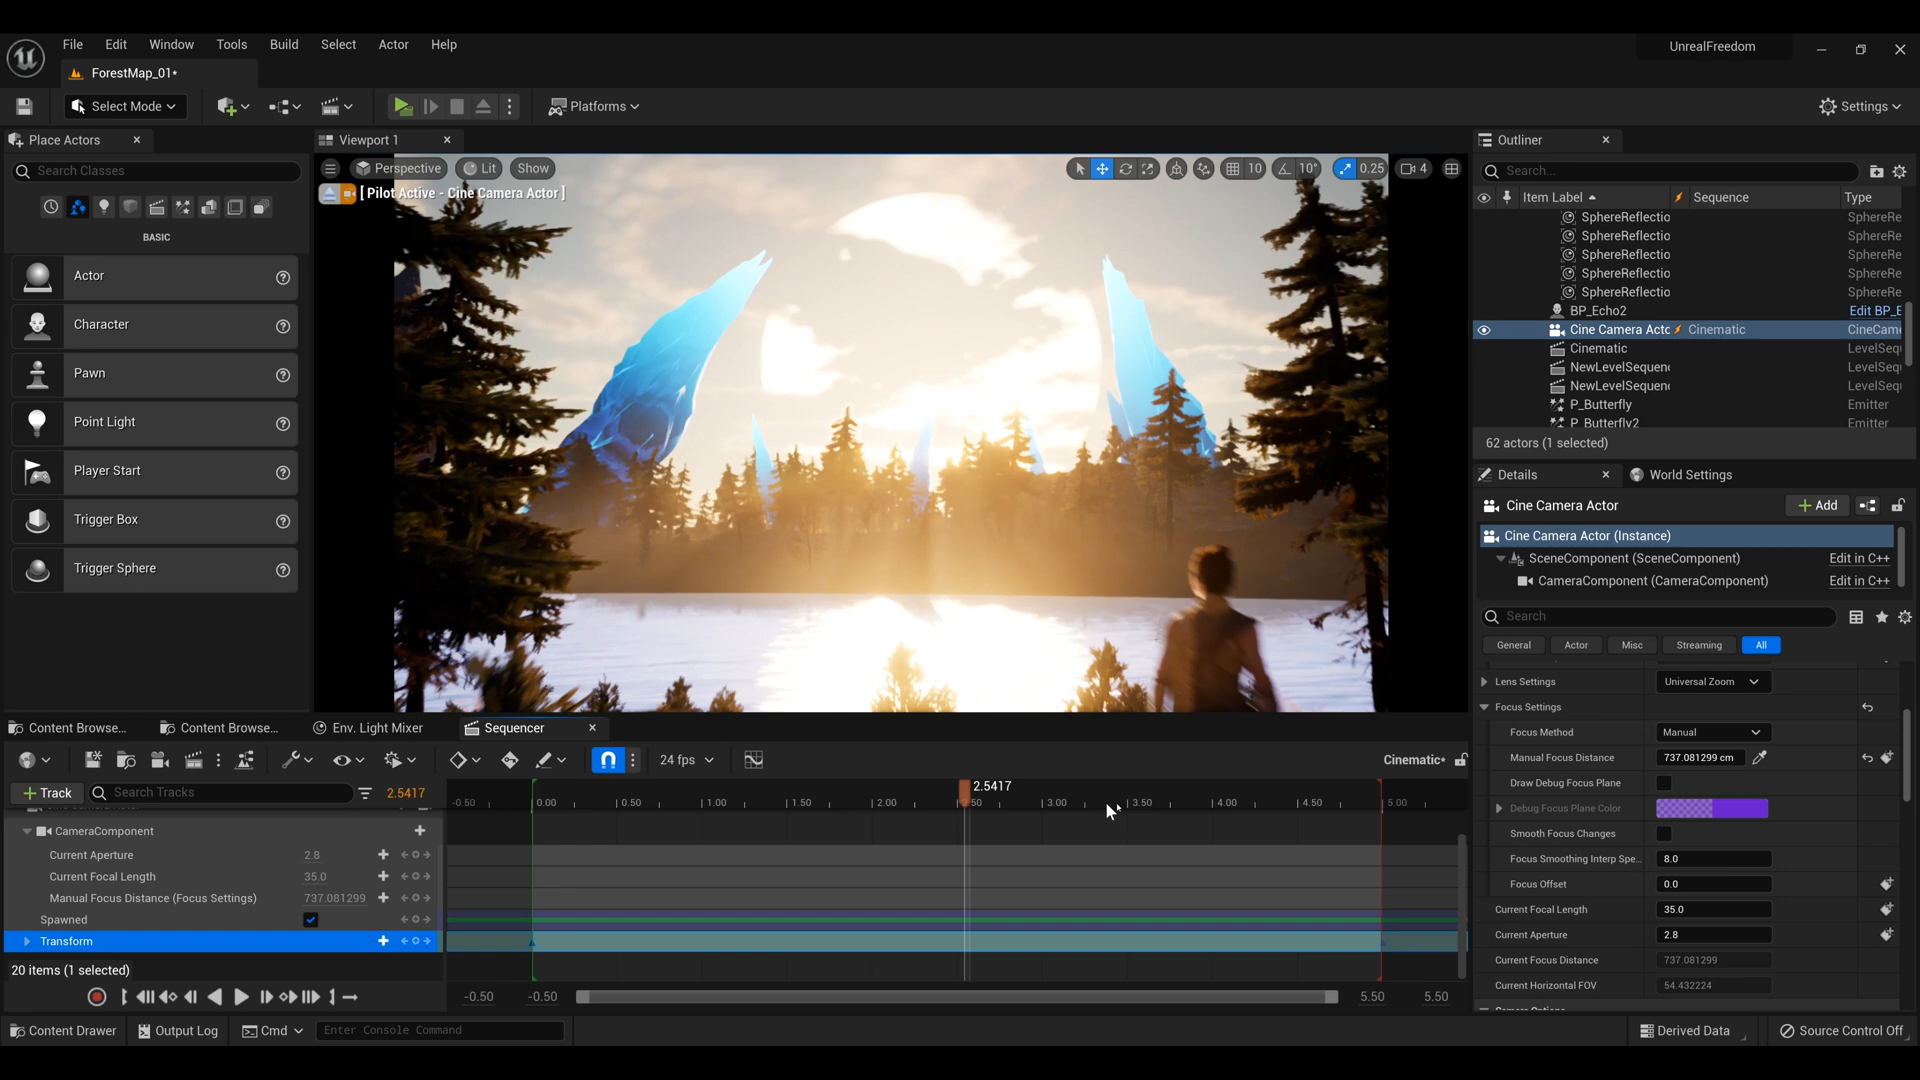 File Edit Window Tools Build Select Actor Help
UnrealFreedom
ForestMap_01*
Select Mode
Platforms
Settings
Place Actors
Search Classes
BASIC
Actor
Character
Pawn
Point Light
Player Start
Trigger Box
Trigger Sphere
Viewport 1
Perspective Lit Show
10 10° 0.25 4
[ Pilot Active - Cine Camera Actor ]
Outliner
Search...
Item Label Sequence Type
SphereReflectio SphereRe
SphereReflectio SphereRe
SphereReflectio SphereRe
SphereReflectio SphereRe
SphereReflectio SphereRe
BP_Echo2 Edit BP_E
Cine Camera Acto Cinematic CineCame
Cinematic LevelSequ
NewLevelSequenc LevelSequ
NewLevelSequenc LevelSequ
P_Butterfly Emitter
P_Butterfly2 Emitter
62 actors (1 selected)
Details World Settings
Cine Camera Actor Add
Cine Camera Actor (Instance)
SceneComponent (SceneComponent) Edit in C++
CameraComponent (CameraComponent) Edit in C++
Search
General Actor Misc Streaming All
Lens Settings Universal Zoom
Focus Settings
Focus Method Manual
Manual Focus Distance 737.081299 cm
Draw Debug Focus Plane
Debug Focus Plane Color
Smooth Focus Changes
Focus Smoothing Interp Spe... 8.0
Focus Offset 0.0
Current Focal Length 35.0
Current Aperture 2.8
Current Focus Distance 737.081299
Current Horizontal FOV 54.432224
Content Browse... Content Browse... Env. Light Mixer Sequencer
24 fps
Cinematic*
Track
Search Tracks
2.5417
2.5417
-0.50 0.00 0.50 1.00 1.50 2.00 3.00 3.50 4.00 4.50 5.00
CameraComponent
Current Aperture 2.8
Current Focal Length 35.0
Manual Focus Distance (Focus Settings) 737.081299
Spawned
Transform
20 items (1 selected)
-0.50 -0.50 5.50 5.50
Content Drawer Output Log Cmd Enter Console Command
Derived Data Source Control Off